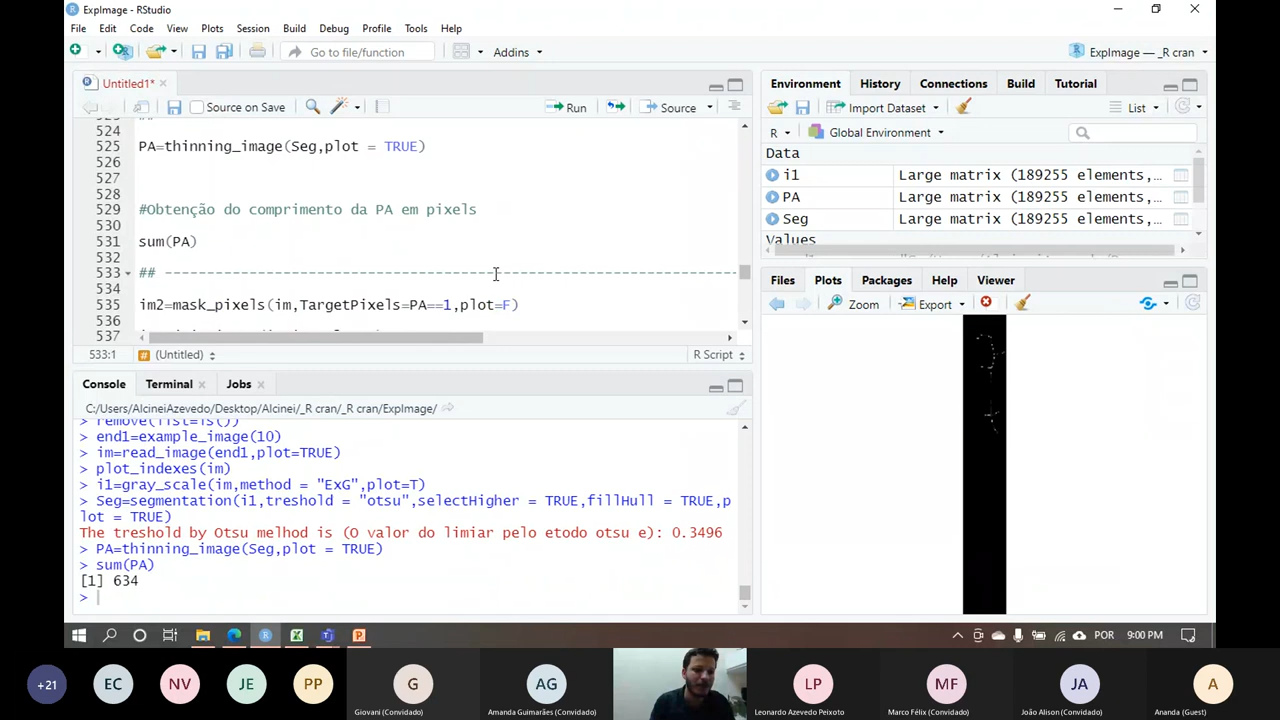 ExpImage - RStudio
File Edit Code View Plots Session Build Debug Profile Tools Help
Go to file/function Addins ExpImage — _R cran
Untitled1*
Source on Save Run Source
524
525 PA=thinning_image(Seg,plot = TRUE)
526
527
528
529 #Obtenção do comprimento da PA em pixels
530
531 sum(PA)
532
533 ## ----------------------------------------------------------------
534
535 im2=mask_pixels(im,TargetPixels=PA==1,plot=F)
536
537
533:1 # (Untitled) R Script
Console Terminal Jobs
C:/Users/AlcineiAzevedo/Desktop/Alcinei/_R cran/_R cran/ExpImage/
> remove(list=ls())
> end1=example_image(10)
> im=read_image(end1,plot=TRUE)
> plot_indexes(im)
> i1=gray_scale(im,method = "ExG",plot=T)
> Seg=segmentation(i1,treshold = "otsu",selectHigher = TRUE,fillHull = TRUE,p
lot = TRUE)
The treshold by Otsu melhod is (O valor do limiar pelo etodo otsu e): 0.3496
> PA=thinning_image(Seg,plot = TRUE)
> sum(PA)
[1] 634
>
Environment History Connections Build Tutorial
Import Dataset List
R Global Environment
Data
i1 Large matrix (189255 elements,…
PA Large matrix (189255 elements,…
Seg Large matrix (189255 elements,…
Values
Files Plots Packages Help Viewer
Zoom Export
POR 9:00 PM
+21 EC NV JE PP G AG LP MF JA A
Giovani (Convidado) Amanda Guimarães (Convidado) Leonardo Azevedo Peixoto Marco Félix (Convidado) João Alison (Convidado) Ananda (Guest)